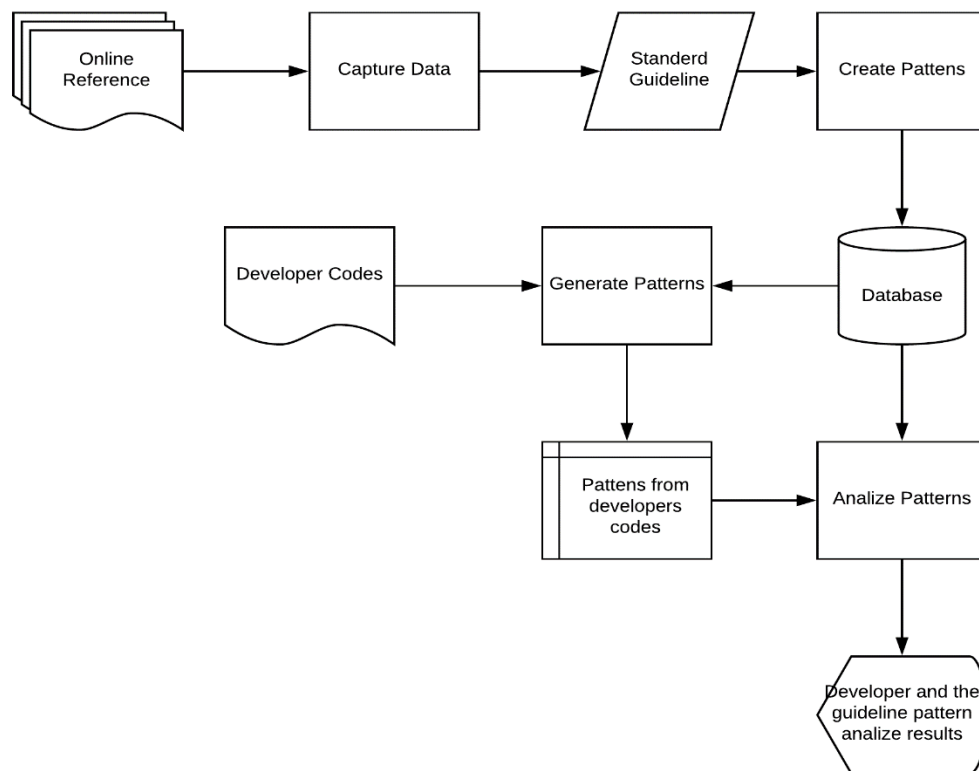 Online
Reference
Capture Data
Standerd
Guideline
Create Pattens
Developer Codes
Generate Patterns
Database
Pattens from
developers
codes
Analize Patterns
Developer and the
guideline pattern
analize results